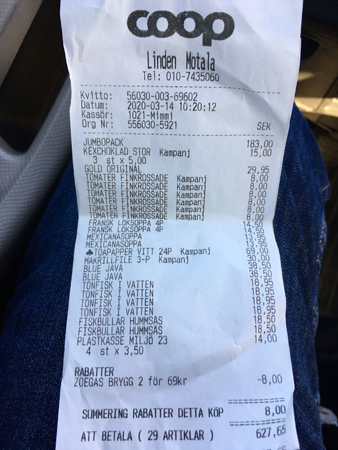 coop
Linden Motala
Tel: 010-7435060
Kvitto: 56030-003-69602
Datum: 2020-03-14 10:20:12
Kassör: 1021-Mimmi
Org Nr: 556030-5921 SEK
JUMBOPACK 183,00
KEXCHOKLAD STOR Kampanj 15,00
3 st x 5,00
GOLD ORIGINAL 29,95
TOMATER FINKROSSADE Kampanj 8,00
TOMATER FINKROSSADE Kampanj 8,00
TOMATER FINKROSSADE Kampanj 8,00
TOMATER FINKROSSADE Kampanj 8,00
TOMATER FINKROSSADE Kampanj 8,00
TOMATER FINKROSSADE Kampanj 8,00
FRANSK LÖKSOPPA 4P 14,50
FRANSK LÖKSOPPA 4P 14,50
MEXICANASOPPA 13,95
MEXICANASOPPA 13,95
♣TOAPAPPER VITT 24P Kampanj 69,00
MAKRILLFILE 3-P Kampanj 30,00
BLUE JAVA 38,50
BLUE JAVA 38,50
TONFISK I VATTEN 18,95
TONFISK I VATTEN 18,95
TONFISK I VATTEN 18,95
TONFISK I VATTEN 18,95
FISKBULLAR HUMMSÅS 18,50
FISKBULLAR HUMMSÅS 18,50
PLASTKASSE MILJÖ 23 14,00
4 st x 3,50
RABATTER
ZOEGAS BRYGG 2 för 69kr -8,00
SUMMERING RABATTER DETTA KÖP 8,00
ATT BETALA ( 29 ARTIKLAR ) 627,65